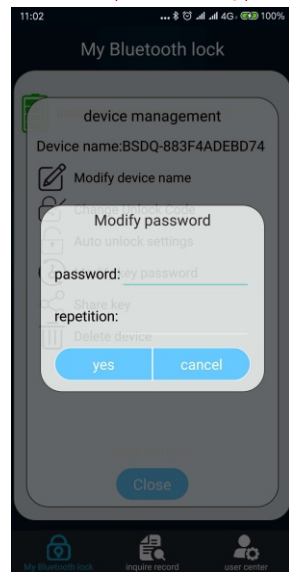 11:02 ... 4G 100%
My Bluetooth lock
device management
Device name:BSDQ-883F4ADEBD74
Modify device name
Change Unlock Code
Modify password
Auto unlock settings
password:
key password
Share key
repetition:
Delete device
yes cancel
Close
My Bluetooth lock inquire record user center